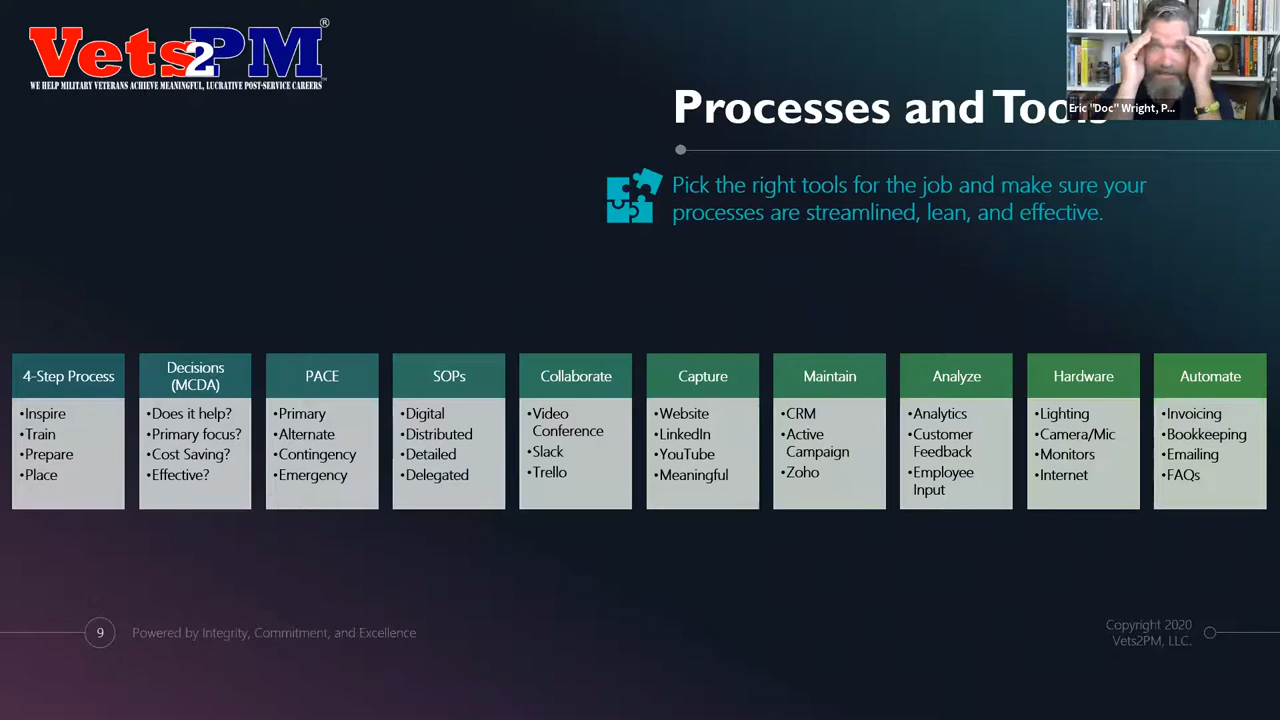 Vets2PM®
WE HELP MILITARY VETERANS ACHIEVE MEANINGFUL, LUCRATIVE POST-SERVICE CAREERS
Eric "Doc" Wright, P...
Processes and Tools
Pick the right tools for the job and make sure your
processes are streamlined, lean, and effective.
4-Step Process
•Inspire
•Train
•Prepare
•Place
Decisions
(MCDA)
•Does it help?
•Primary focus?
•Cost Saving?
•Effective?
PACE
•Primary
•Alternate
•Contingency
•Emergency
SOPs
•Digital
•Distributed
•Detailed
•Delegated
Collaborate
•Video
Conference
•Slack
•Trello
Capture
•Website
•LinkedIn
•YouTube
•Meaningful
Maintain
•CRM
•Active
Campaign
•Zoho
Analyze
•Analytics
•Customer
Feedback
•Employee
Input
Hardware
•Lighting
•Camera/Mic
•Monitors
•Internet
Automate
•Invoicing
•Bookkeeping
•Emailing
•FAQs
9
Powered by Integrity, Commitment, and Excellence
Copyright 2020
Vets2PM, LLC.